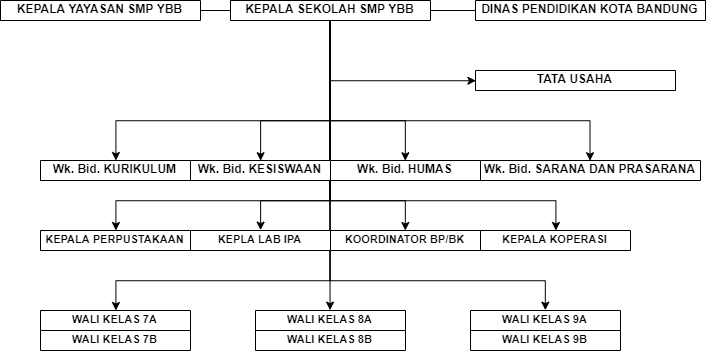 KEPALA YAYASAN SMP YBB
KEPALA SEKOLAH SMP YBB
DINAS PENDIDIKAN KOTA BANDUNG
TATA USAHA
Wk. Bid. KURIKULUM
Wk. Bid. KESISWAAN
Wk. Bid. HUMAS
Wk. Bid. SARANA DAN PRASARANA
KEPALA PERPUSTAKAAN
KEPLA LAB IPA
KOORDINATOR BP/BK
KEPALA KOPERASI
WALI KELAS 7A
WALI KELAS 8A
WALI KELAS 9A
WALI KELAS 7B
WALI KELAS 8B
WALI KELAS 9B